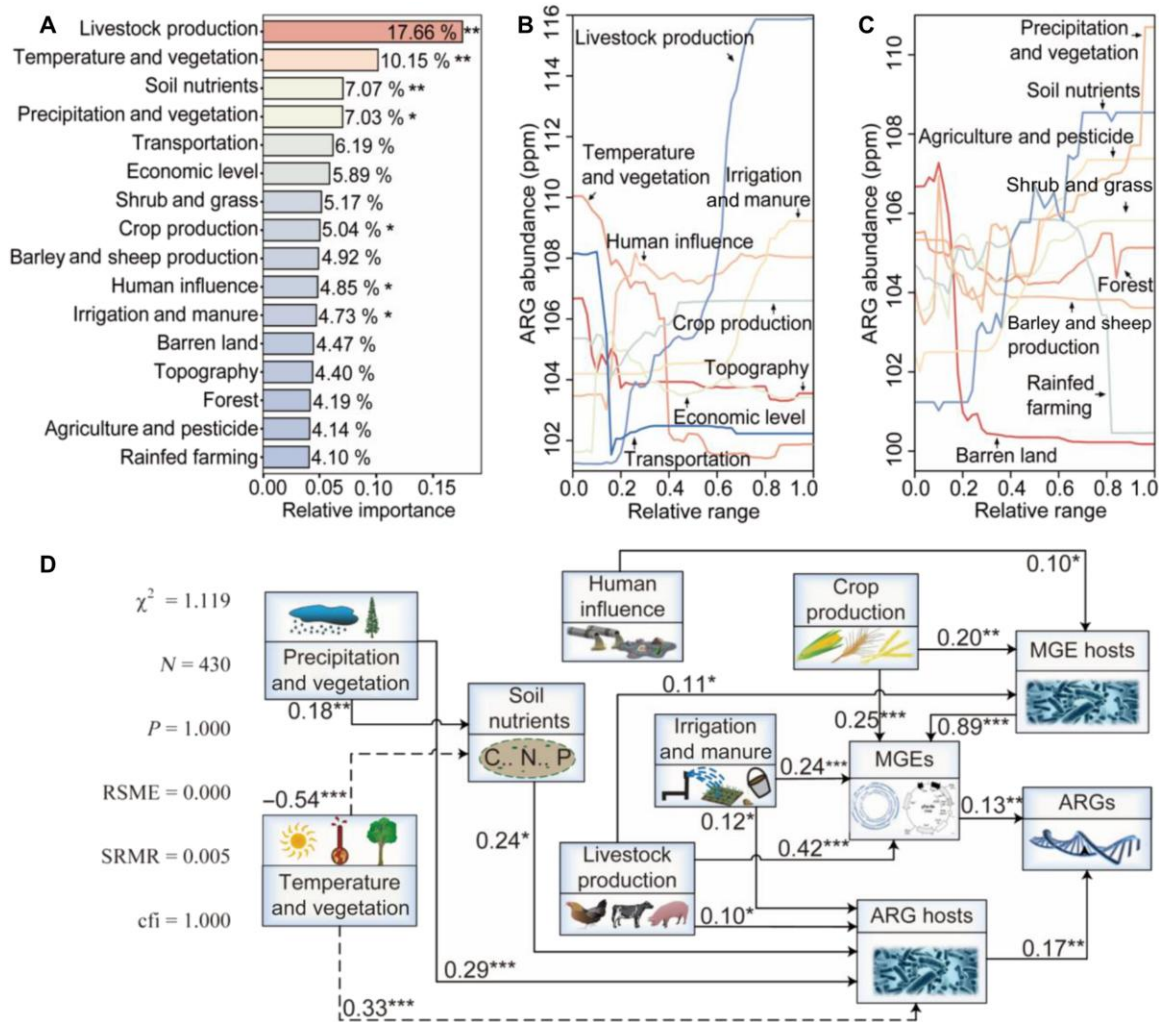 A
Livestock production 17.66 % **
Temperature and vegetation 10.15 % **
Soil nutrients 7.07 % **
Precipitation and vegetation 7.03 % *
Transportation 6.19 %
Economic level 5.89 %
Shrub and grass 5.17 %
Crop production 5.04 % *
Barley and sheep production 4.92 %
Human influence 4.85 % *
Irrigation and manure 4.73 % *
Barren land 4.47 %
Topography 4.40 %
Forest 4.19 %
Agriculture and pesticide 4.14 %
Rainfed farming 4.10 %
0.00 0.05 0.10 0.15
Relative importance
B
ARG abundance (ppm)
116
114
112
110
108
106
104
102
Livestock production
Temperature
and vegetation
Irrigation
and manure
Human influence
Crop production
Topography
Economic level
Transportation
0.0 0.2 0.4 0.6 0.8 1.0
Relative range
C
ARG abundance (ppm)
110
108
106
104
102
100
Precipitation
and vegetation
Soil nutrients
Agriculture and pesticide
Shrub and grass
Forest
Barley and sheep
production
Rainfed
farming
Barren land
0.0 0.2 0.4 0.6 0.8 1.0
Relative range
D
χ² = 1.119
N = 430
P = 1.000
RSME = 0.000
SRMR = 0.005
cfi = 1.000
Precipitation
and vegetation
0.18**
−0.54***
Temperature
and vegetation
0.33***
0.29***
Soil
nutrients
C.. N.. P
0.24*
Human
influence
0.10*
Crop
production
0.20**
0.25***
MGE hosts
0.89***
0.11*
Irrigation
and manure
0.24***
0.12*
MGEs
0.13**
ARGs
Livestock
production
0.42***
0.10*
ARG hosts
0.17**